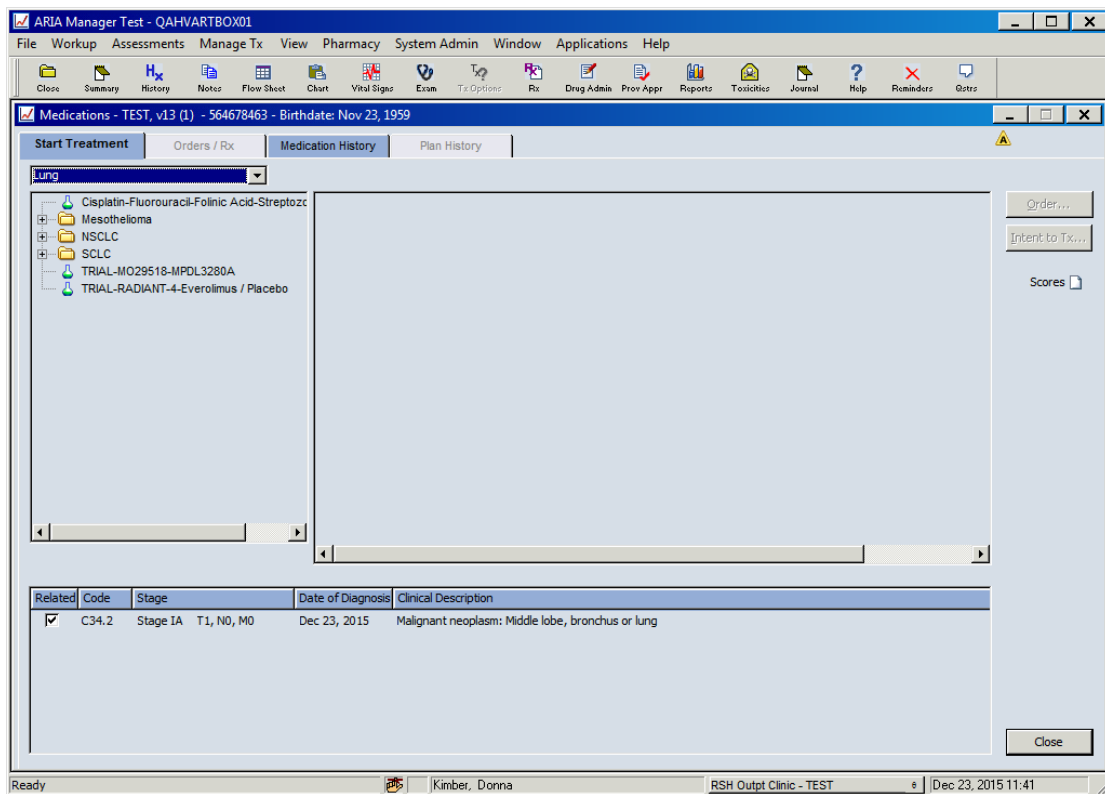 ARIA Manager Test - QAHVARTBOX01
File Workup Assessments Manage Tx View Pharmacy System Admin Window Applications Help
Close Summary History Notes Flow Sheet Chart Vital Signs Exam Tx Options Rx Drug Admin Prov Appr Reports Toxicities Journal Help Reminders Qstrs
Medications - TEST, v13 (1) - 564678463 - Birthdate: Nov 23, 1959
Start Treatment Orders / Rx Medication History Plan History
Lung
Cisplatin-Fluorouracil-Folinic Acid-Streptozo
Mesothelioma
NSCLC
SCLC
TRIAL-MO29518-MPDL3280A
TRIAL-RADIANT-4-Everolimus / Placebo
Order...
Intent to Tx...
Scores
Related Code Stage Date of Diagnosis Clinical Description
C34.2 Stage IA T1, N0, M0 Dec 23, 2015 Malignant neoplasm: Middle lobe, bronchus or lung
Close
Ready Kimber, Donna RSH Outpt Clinic - TEST 6 Dec 23, 2015 11:41